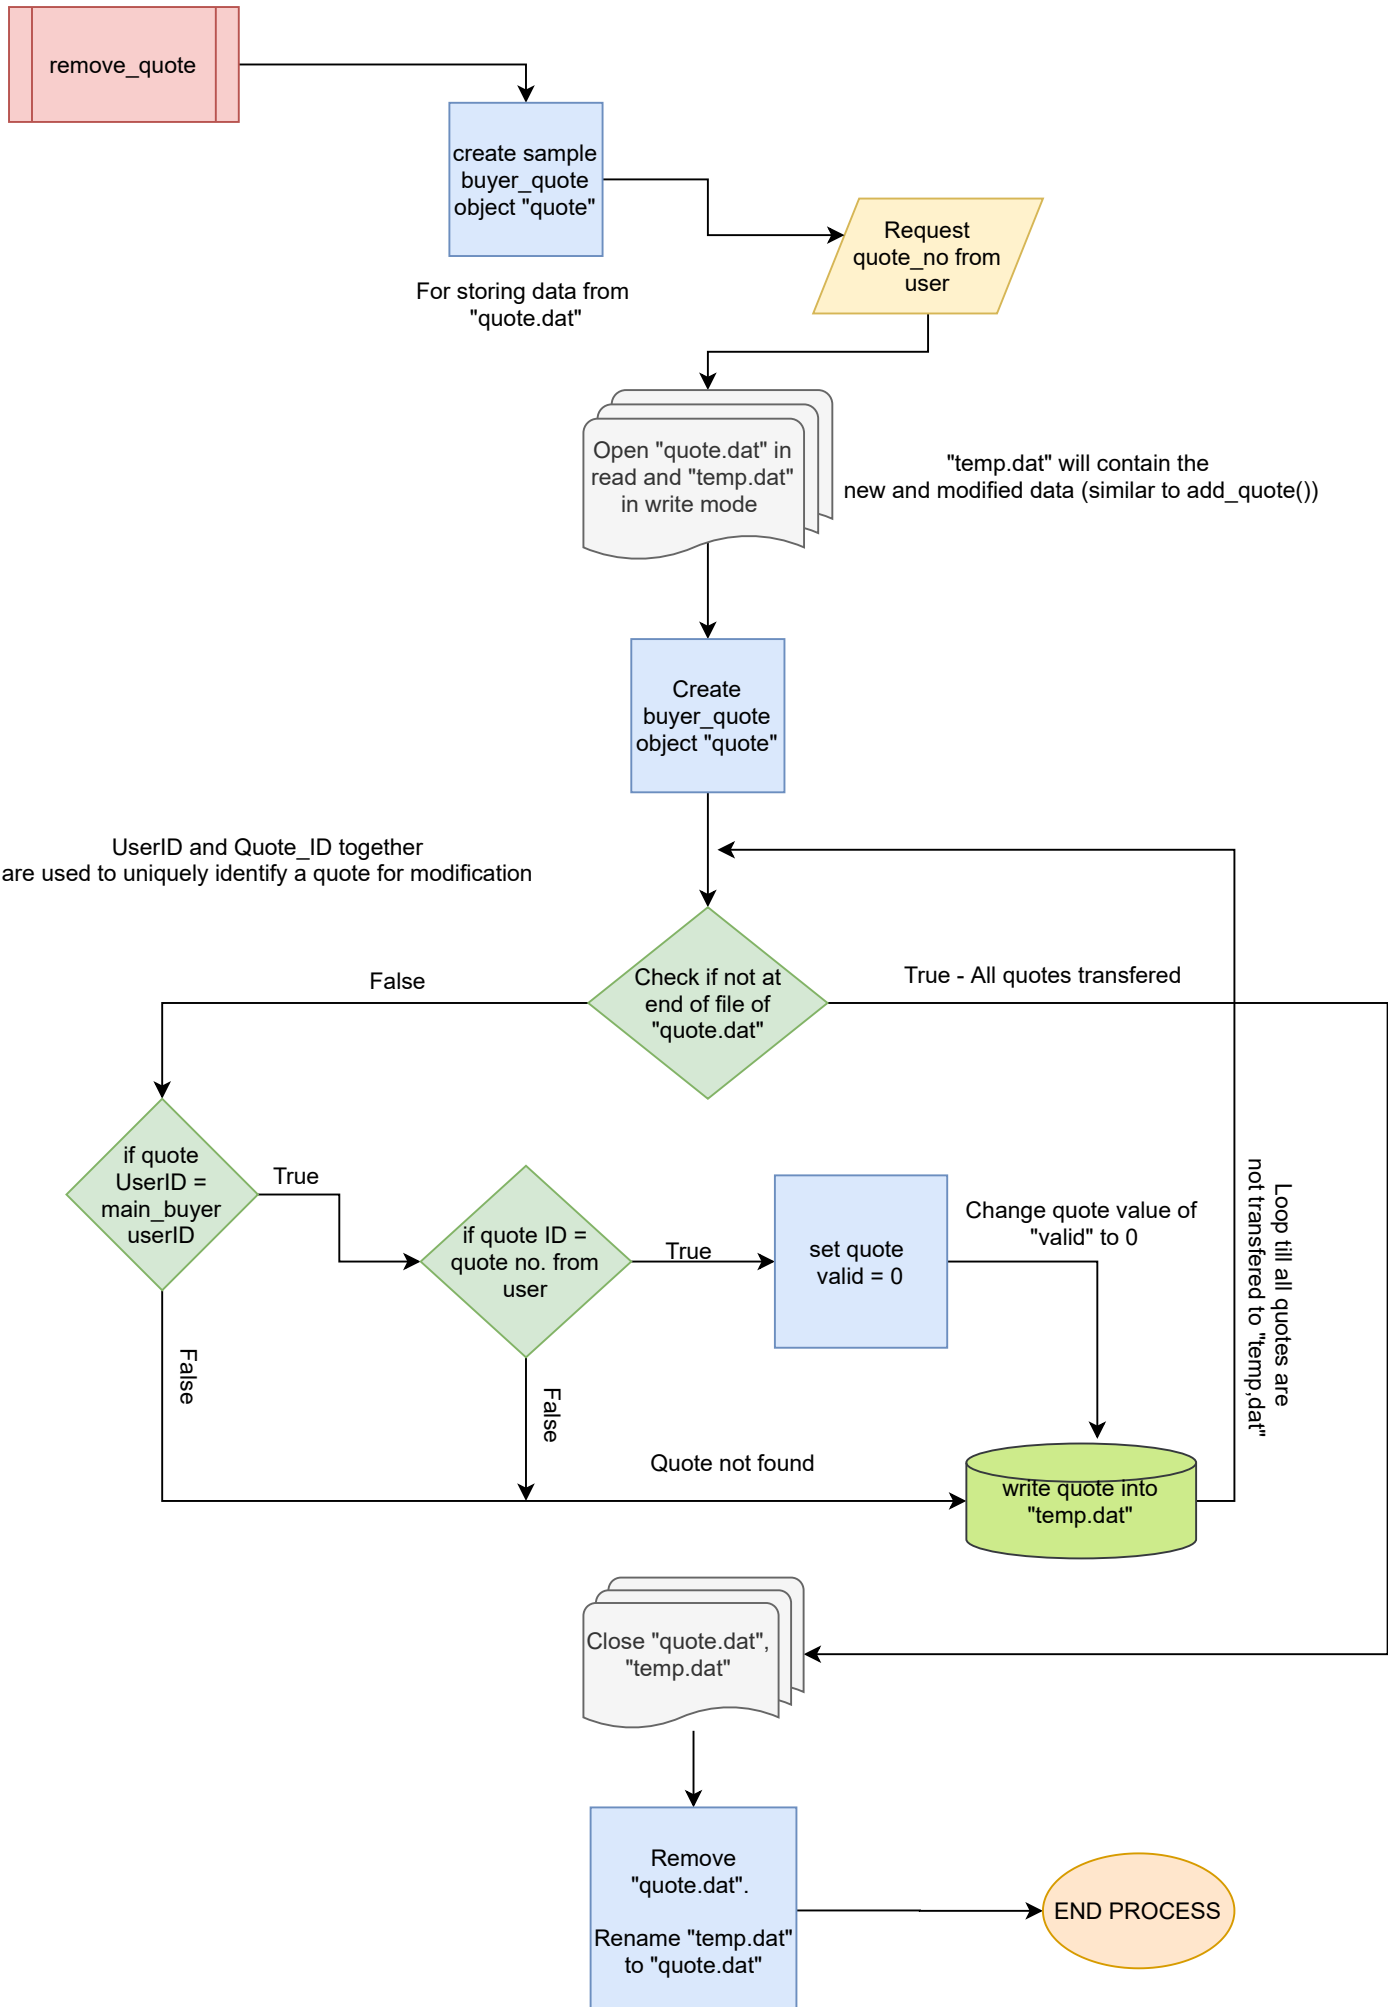 remove_quote
create sample
buyer_quote
object "quote"
Request
quote_no from
user
For storing data from
"quote.dat"
Open "quote.dat" in
read and "temp.dat"
in write mode
"temp.dat" will contain the
new and modified data (similar to add_quote())
Create
buyer_quote
object "quote"
UserID and Quote_ID together
are used to uniquely identify a quote for modification
False
Check if not at
end of file of
"quote.dat"
True - All quotes transfered
if quote
UserID =
main_buyer
userID
True
if quote ID =
quote no. from
user
True
set quote
valid = 0
Change quote value of
"valid" to 0
Loop till all quotes are
not transfered to "temp,dat"
False
False
Quote not found
write quote into
"temp.dat"
Close "quote.dat",
"temp.dat"
Remove
"quote.dat".
Rename "temp.dat"
to "quote.dat"
END PROCESS